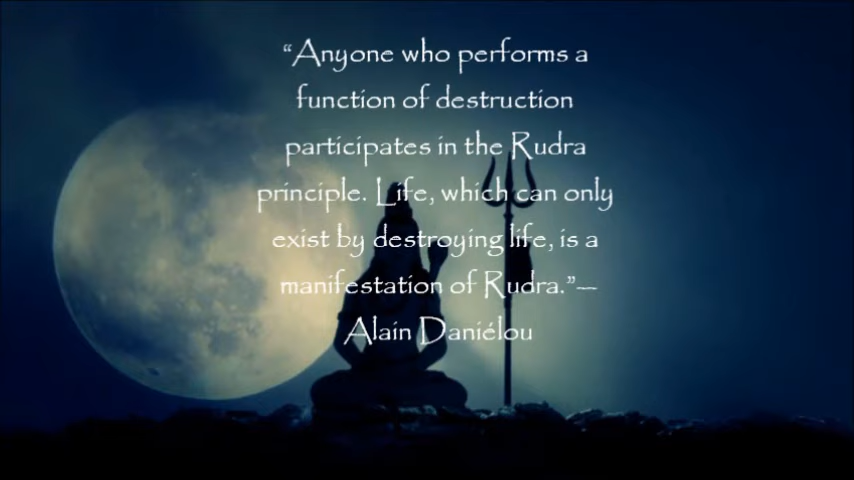 “Anyone who performs a
function of destruction
participates in the Rudra
principle. Life, which can only
exist by destroying life, is a
manifestation of Rudra.”—
Alain Daniélou